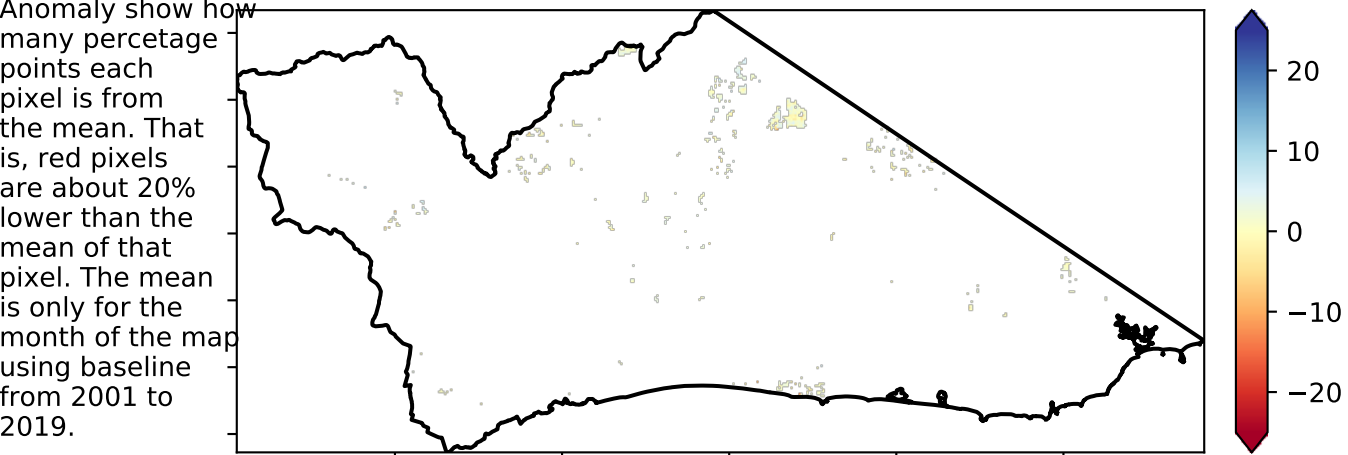 Anomaly show how
many percetage
points each
pixel is from
the mean. That
is, red pixels
are about 20%
lower than the
mean of that
pixel. The mean
is only for the
month of the map
using baseline
from 2001 to
2019.
20
10
0
−10
−20